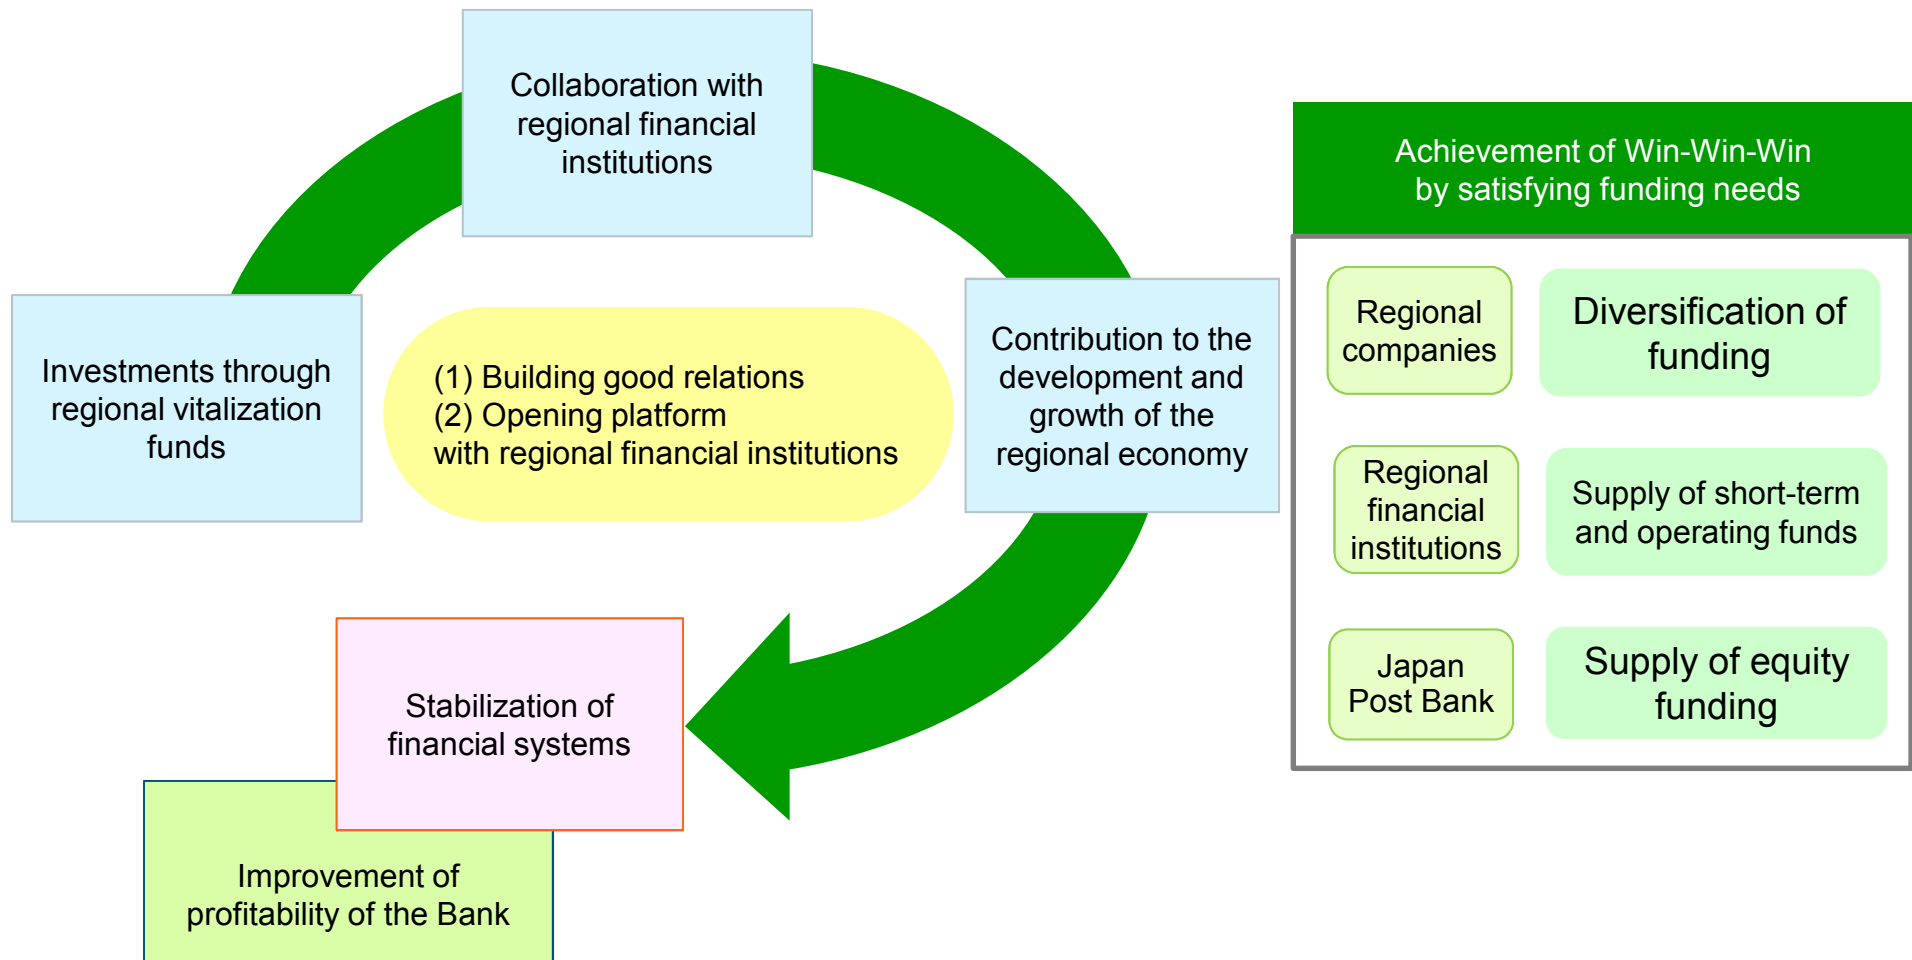 Collaboration with
regional financial
institutions
Investments through
regional vitalization
funds
(1) Building good relations
(2) Opening platform
with regional financial institutions
Contribution to the
development and
growth of the
regional economy
Stabilization of
financial systems
Improvement of
profitability of the Bank
Achievement of Win-Win-Win
by satisfying funding needs
Regional
companies
Diversification of
funding
Regional
financial
institutions
Supply of short-term
and operating funds
Japan
Post Bank
Supply of equity
funding